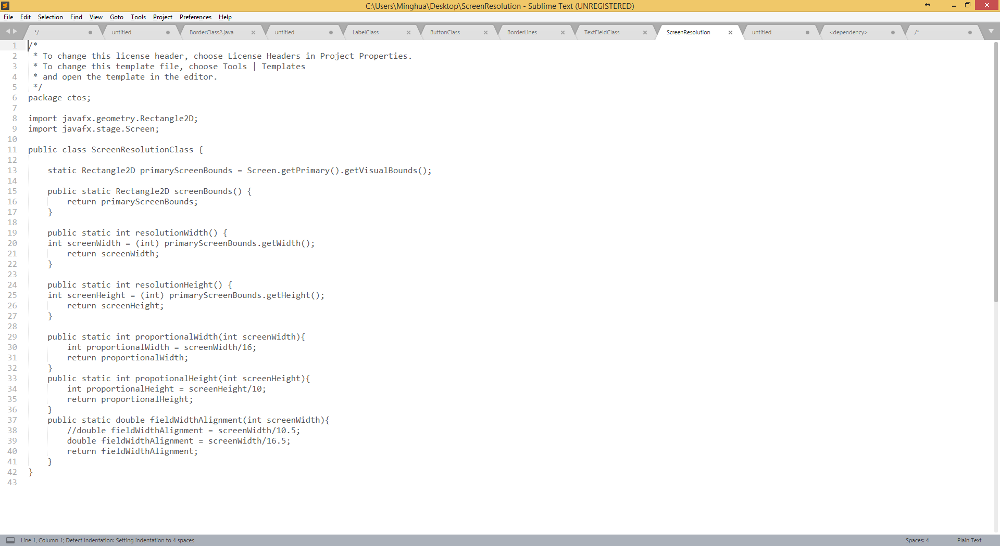 C:\Users\Minghua\Desktop\ScreenResolution - Sublime Text (UNREGISTERED)
File Edit Selection Find View Goto Tools Project Preferences Help
*/ untitled BorderClass2.java untitled LabelClass ButtonClass BorderLines TextFieldClass ScreenResolution untitled <dependency> /*
1 /*
2  * To change this license header, choose License Headers in Project Properties.
3  * To change this template file, choose Tools | Templates
4  * and open the template in the editor.
5  */
6 package ctos;
7
8 import javafx.geometry.Rectangle2D;
9 import javafx.stage.Screen;
10
11 public class ScreenResolutionClass {
12
13     static Rectangle2D primaryScreenBounds = Screen.getPrimary().getVisualBounds();
14
15     public static Rectangle2D screenBounds() {
16         return primaryScreenBounds;
17     }
18
19     public static int resolutionWidth() {
20     int screenWidth = (int) primaryScreenBounds.getWidth();
21         return screenWidth;
22     }
23
24     public static int resolutionHeight() {
25     int screenHeight = (int) primaryScreenBounds.getHeight();
26         return screenHeight;
27     }
28
29     public static int proportionalWidth(int screenWidth){
30         int proportionalWidth = screenWidth/16;
31         return proportionalWidth;
32     }
33     public static int propotionalHeight(int screenHeight){
34         int proportionalHeight = screenHeight/10;
35         return proportionalHeight;
36     }
37     public static double fieldWidthAlignment(int screenWidth){
38         //double fieldWidthAlignment = screenWidth/10.5;
39         double fieldWidthAlignment = screenWidth/16.5;
40         return fieldWidthAlignment;
41     }
42 }
43
Line 1, Column 1; Detect Indentation: Setting indentation to 4 spaces Spaces: 4 Plain Text